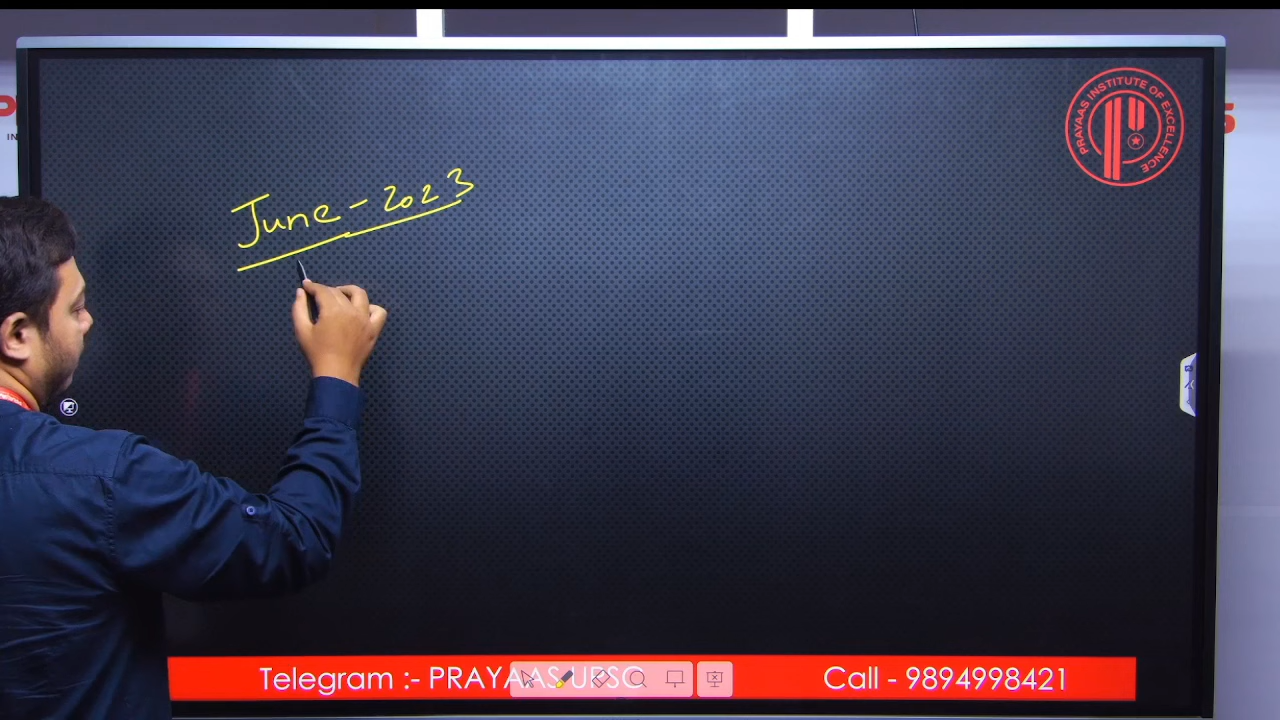 PRAYAAS INSTITUTE OF EXCELLENCE
June - 2023
Telegram :- PRAYAAS UPSC
Call - 9894998421